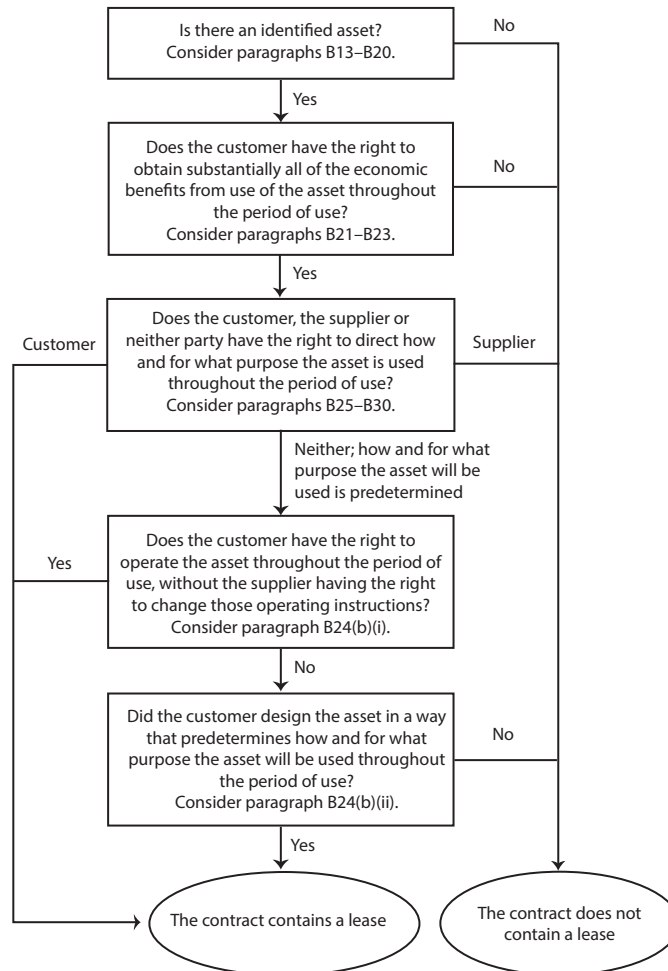 Is there an identified asset?
Consider paragraphs B13–B20.
No
Yes
Does the customer have the right to
obtain substantially all of the economic
benefits from use of the asset throughout
the period of use?
Consider paragraphs B21–B23.
No
Yes
Customer
Does the customer, the supplier or
neither party have the right to direct how
and for what purpose the asset is used
throughout the period of use?
Consider paragraphs B25–B30.
Supplier
Neither; how and for what
purpose the asset will be
used is predetermined
Yes
Does the customer have the right to
operate the asset throughout the period of
use, without the supplier having the right
to change those operating instructions?
Consider paragraph B24(b)(i).
No
Did the customer design the asset in a way
that predetermines how and for what
purpose the asset will be used throughout
the period of use?
Consider paragraph B24(b)(ii).
No
Yes
The contract contains a lease
The contract does not
contain a lease